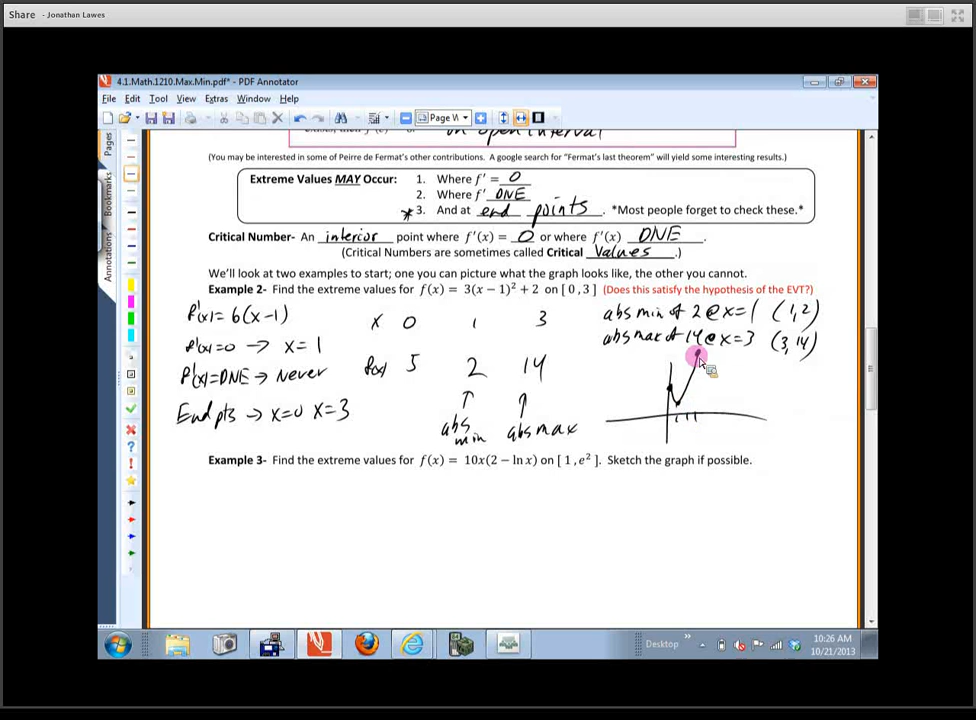 Share - Jonathan Lawes
4.1.Math.1210.Max.Min.pdf* - PDF Annotator
File Edit Tool View Extras Window Help
Page W
Pages
Bookmarks
Annotations
on open interval
(You may be interested in some of Peirre de Fermat's other contributions. A google search for "Fermat's last theorem" will yield some interesting results.)
Extreme Values MAY Occur: 1. Where f' = 0
2. Where f' DNE
*3. And at end points. *Most people forget to check these.*
Critical Number- An interior point where f'(x) = 0 or where f'(x) DNE.
(Critical Numbers are sometimes called Critical Values.)
We'll look at two examples to start; one you can picture what the graph looks like, the other you cannot.
Example 2- Find the extreme values for f(x) = 3(x − 1)² + 2 on [0,3] (Does this satisfy the hypothesis of the EVT?)
f'(x) = 6(x-1) x 0 1 3 abs min of 2 @ x=1 (1,2)
f'(x)=0 → x=1 abs max of 14 @ x=3 (3,14)
f'(x)=DNE → Never f(x) 5 2 14
End pts → x=0 x=3 ↑ ↑
abs min abs max
Example 3- Find the extreme values for f(x) = 10x(2 − ln x) on [1, e²]. Sketch the graph if possible.
Desktop
10:26 AM
10/21/2013